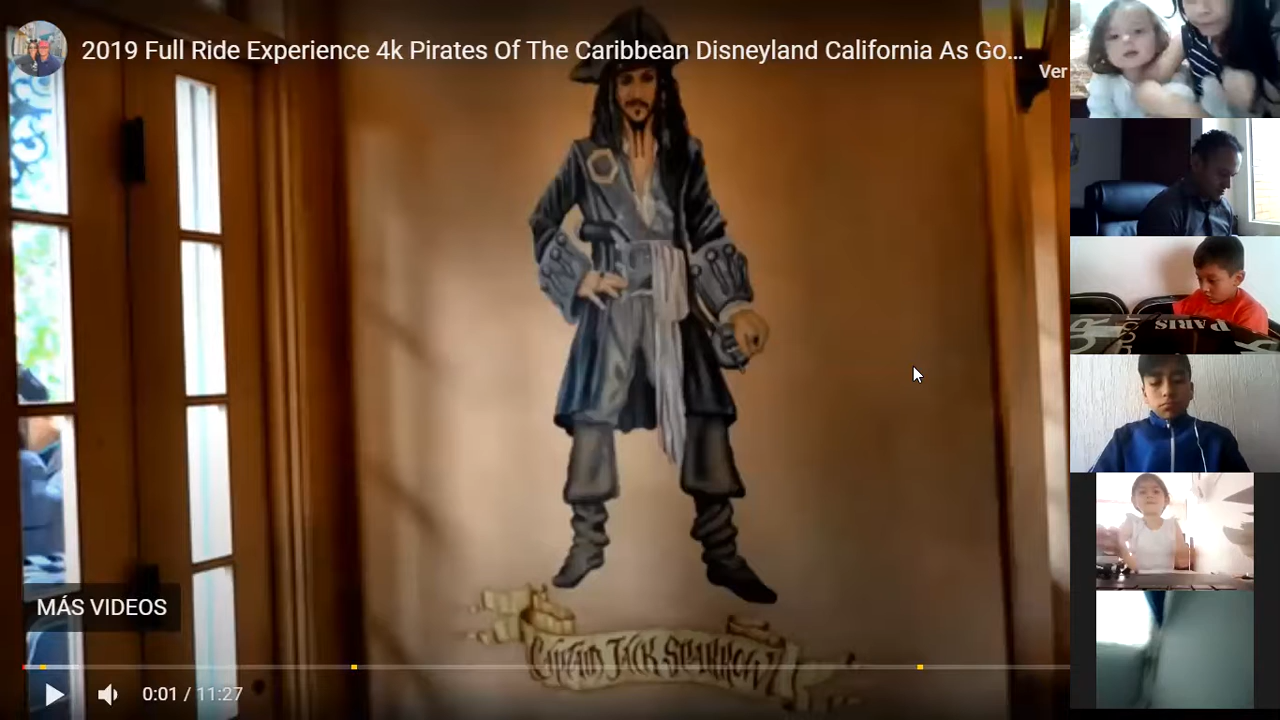 2019 Full Ride Experience 4k Pirates Of The Caribbean Disneyland California As Go…
Ver
PARIS
MÁS VIDEOS
CAPTAIN JACK SPARROW
0:01 / 11:27